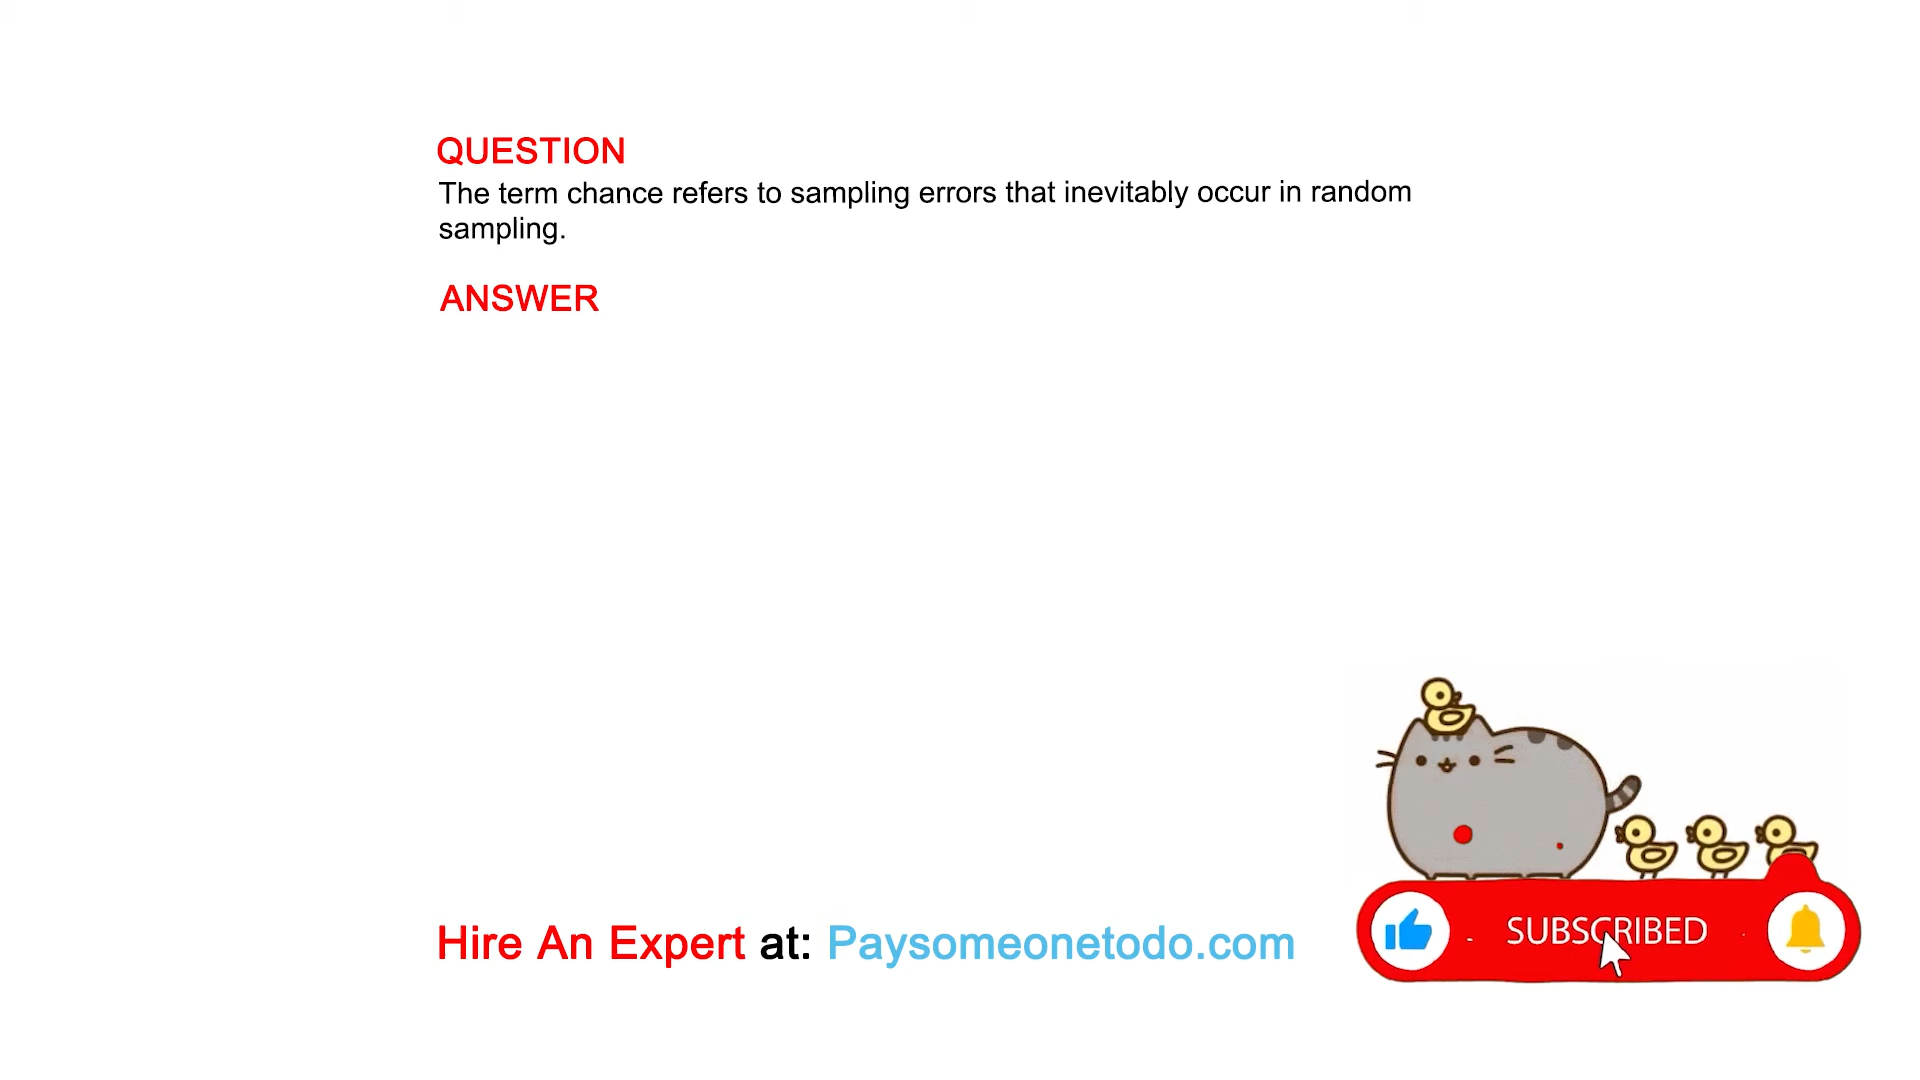 QUESTION
The term chance refers to sampling errors that inevitably occur in random
sampling.
ANSWER
Hire An Expert at: Paysomeonetodo.com
SUBSCRIBED